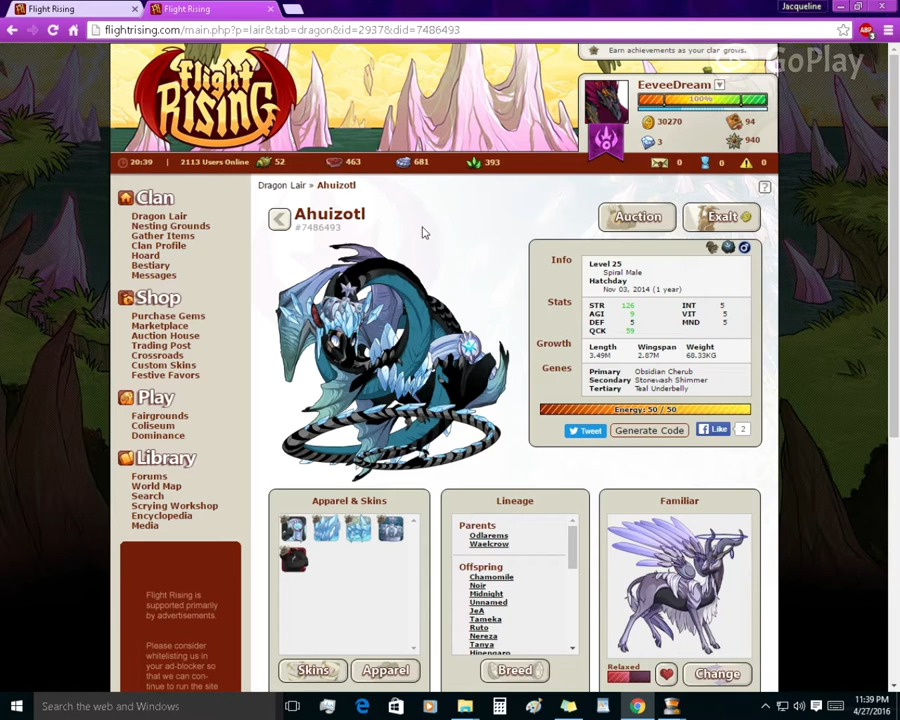 Flight Rising
Flight Rising
Jacqueline
flightrising.com/main.php?p=lair&tab=dragon&id=2937&did=7486493
ABP
3
Earn achievements as your clan grows.
GoPlay
Flight
RISING
EeveeDream
100%
30270
94
3
940
20:39
2113 Users Online
52
463
681
393
0
0
0
Clan
Dragon Lair
Nesting Grounds
Gather Items
Clan Profile
Hoard
Bestiary
Messages
Shop
Purchase Gems
Marketplace
Auction House
Trading Post
Crossroads
Custom Skins
Festive Favors
Play
Fairgrounds
Coliseum
Dominance
Library
Forums
World Map
Search
Scrying Workshop
Encyclopedia
Media
Flight Rising is
supported primarily
by advertisements
Please consider
whitelisting us in
your ad-blocker so
that we can con-
tinue to run the site
Dragon Lair » Ahuizotl
?
Ahuizotl
#7486493
Auction
Exalt
Info
Level 25
Spiral Male
Hatchday
Nov 03, 2014 (1 year)
Stats
STR 126 INT 5
AGI 9 VIT 5
DEF 5 MND 5
QCK 59
Growth
Length Wingspan Weight
3.49M 2.87M 68.33KG
Genes
Primary Obsidian Cherub
Secondary Stonewash Shimmer
Tertiary Teal Underbelly
Energy: 50 / 50
Tweet
Generate Code
Like
2
Apparel & Skins
Skins
Apparel
Lineage
Parents
Odlarems
Waelcrow
Offspring
Chamomile
Noir
Midnight
Unnamed
JeA
Tameka
Ruto
Nereza
Tanya
Breed
Familiar
Relaxed
Change
Search the web and Windows
11:39 PM
4/27/2016